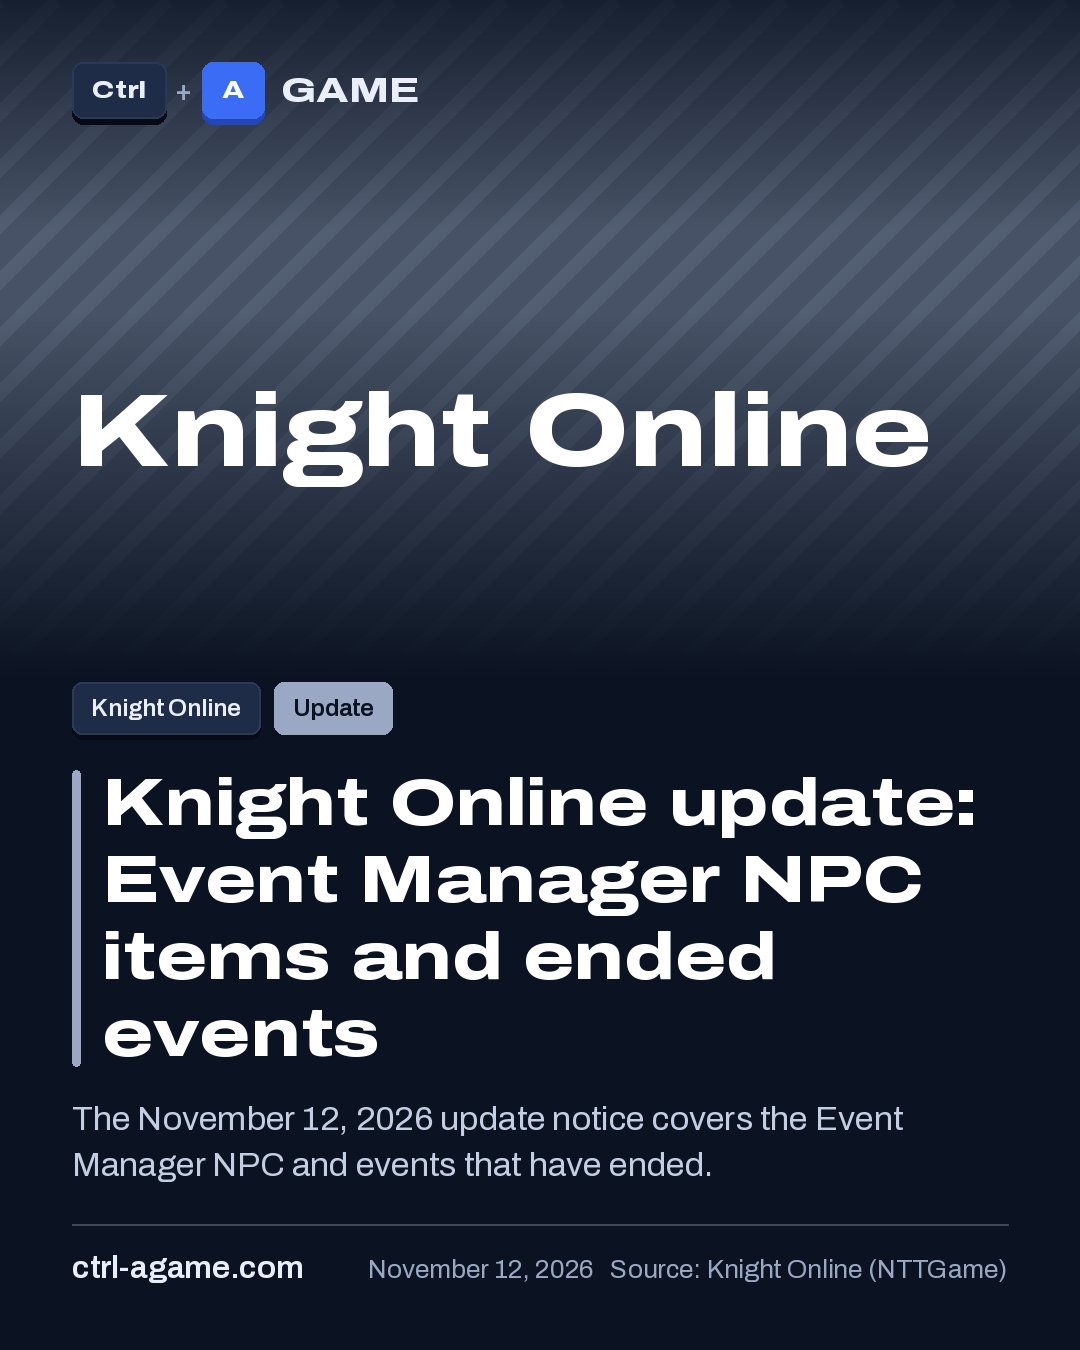 Ctrl + A GAME
Knight Online
Knight Online Update
Knight Online update:
Event Manager NPC
items and ended
events
The November 12, 2026 update notice covers the Event
Manager NPC and events that have ended.
ctrl-agame.com November 12, 2026 Source: Knight Online (NTTGame)